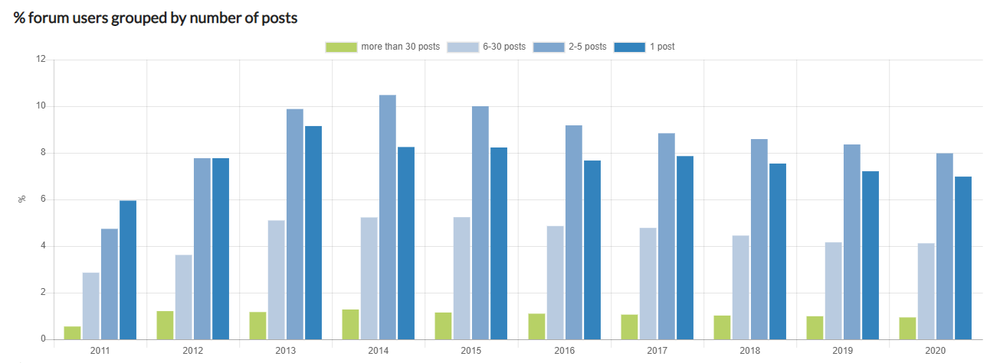 % forum users grouped by number of posts
more than 30 posts 6-30 posts 2-5 posts 1 post
12
10
8
6
4
2
0
%
2011 2012 2013 2014 2015 2016 2017 2018 2019 2020